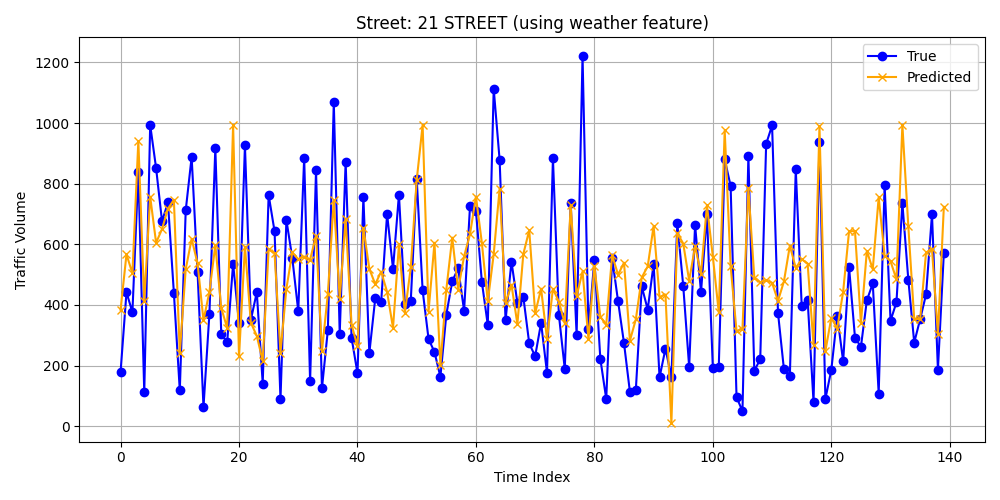 Street: 21 STREET (using weather feature)
True
Predicted
Traffic Volume
1200
1000
800
600
400
200
0
0 20 40 60 80 100 120 140
Time Index